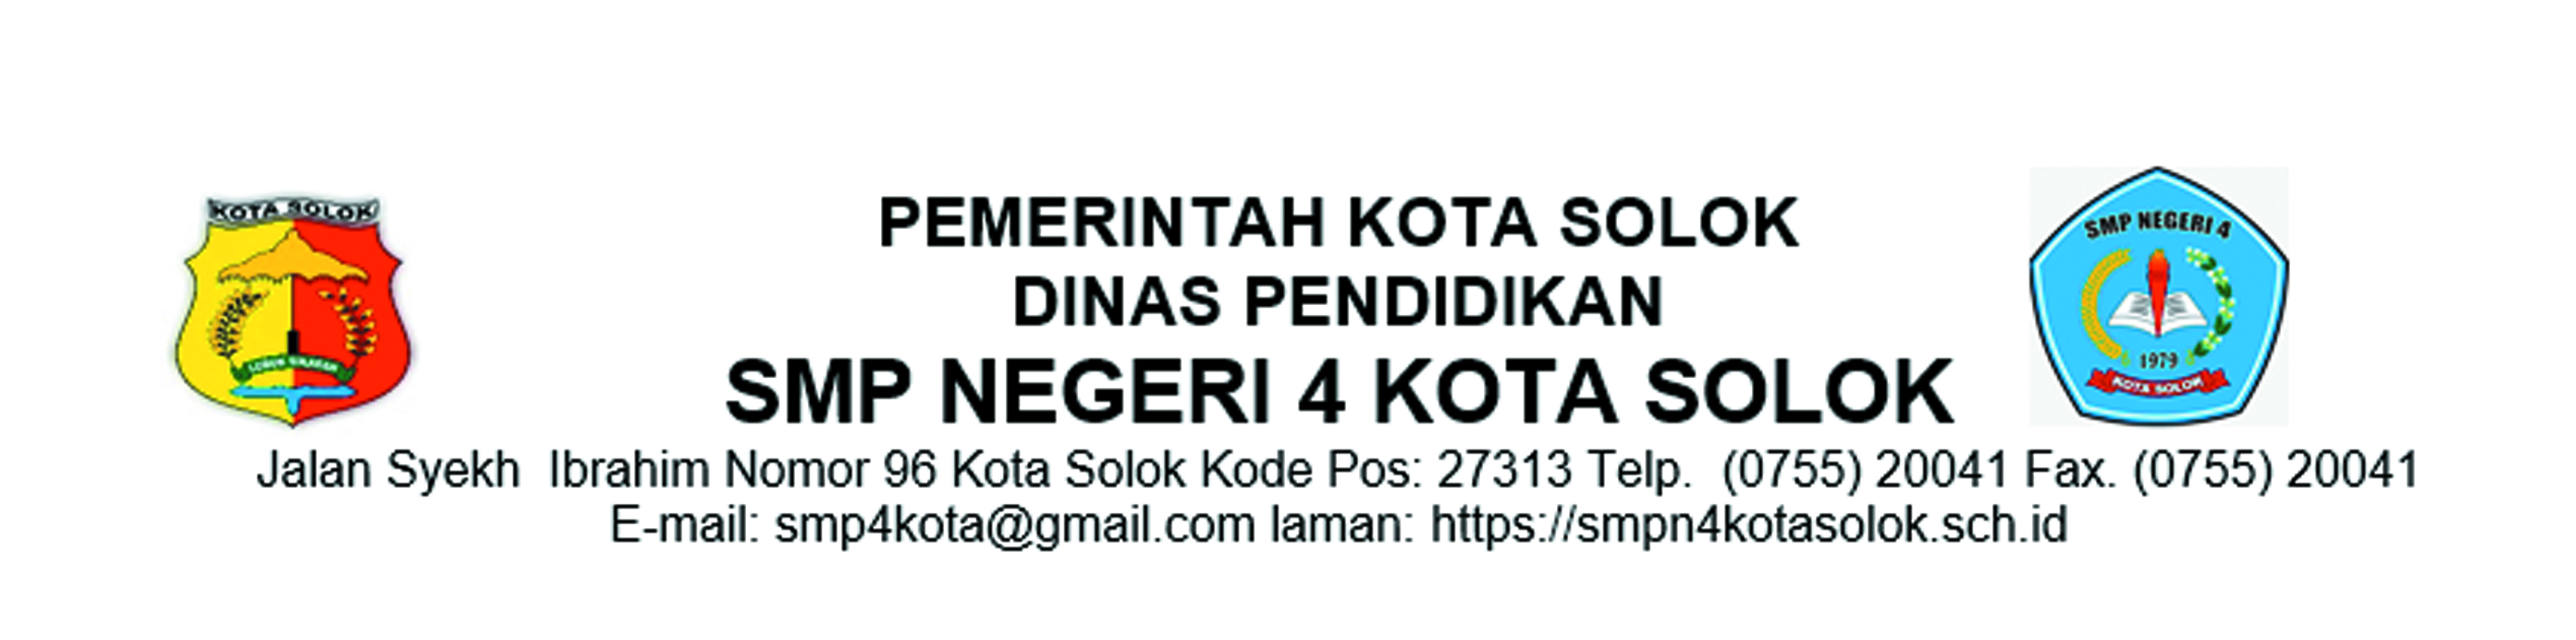 KOTA SOLOK
PEMERINTAH KOTA SOLOK
DINAS PENDIDIKAN
SMP NEGERI 4 KOTA SOLOK
SMP NEGERI 4
1979
KOTA SOLOK
Jalan Syekh  Ibrahim Nomor 96 Kota Solok Kode Pos: 27313 Telp.  (0755) 20041 Fax. (0755) 20041
E-mail: smp4kota@gmail.com laman: https://smpn4kotasolok.sch.id